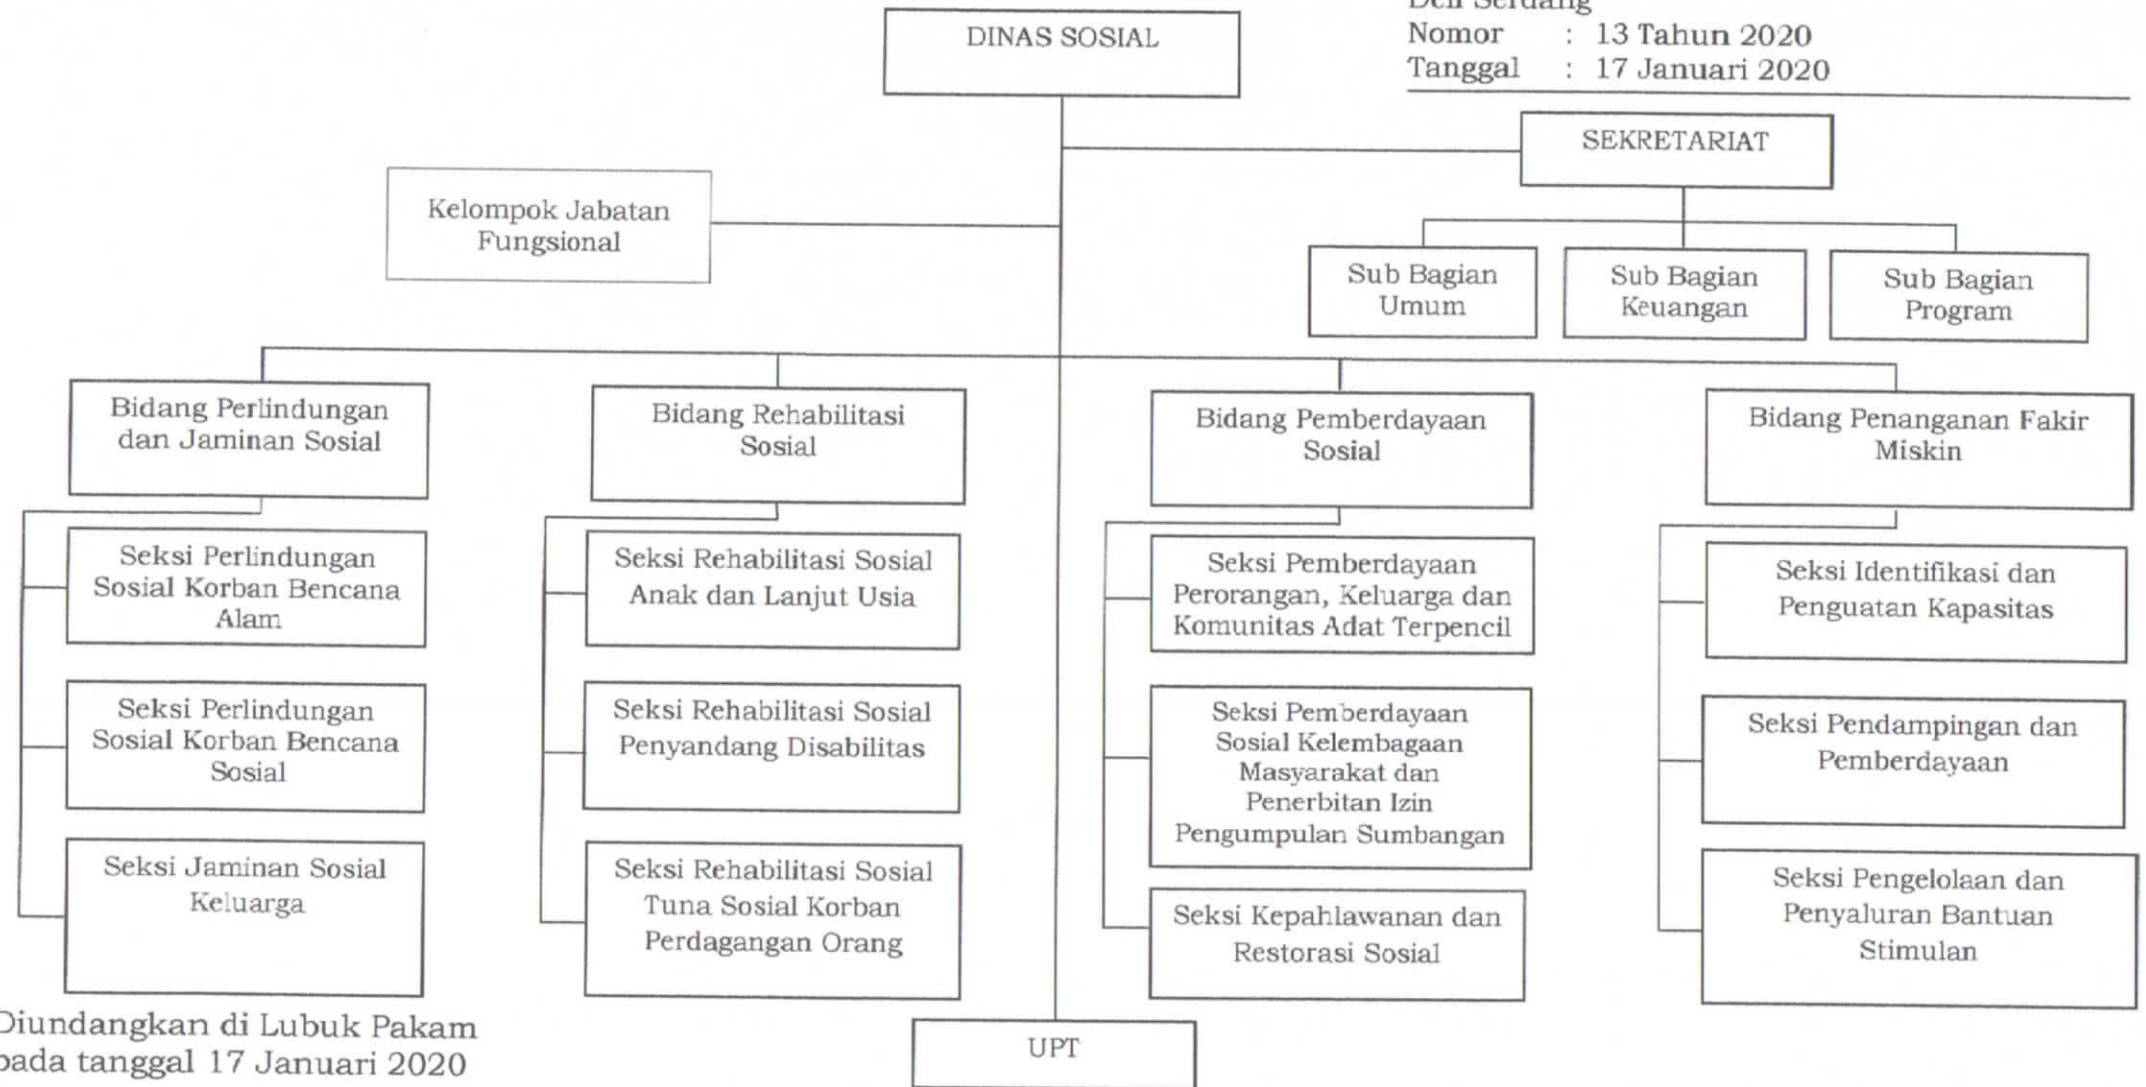 DINAS SOSIAL
Deli Serdang
Nomor : 13 Tahun 2020
Tanggal : 17 Januari 2020
SEKRETARIAT
Kelompok Jabatan
Fungsional
Sub Bagian
Umum
Sub Bagian
Keuangan
Sub Bagian
Program
Bidang Perlindungan
dan Jaminan Sosial
Bidang Rehabilitasi
Sosial
Bidang Pemberdayaan
Sosial
Bidang Penanganan Fakir
Miskin
Seksi Perlindungan
Sosial Korban Bencana
Alam
Seksi Rehabilitasi Sosial
Anak dan Lanjut Usia
Seksi Pemberdayaan
Perorangan, Keluarga dan
Komunitas Adat Terpencil
Seksi Identifikasi dan
Penguatan Kapasitas
Seksi Perlindungan
Sosial Korban Bencana
Sosial
Seksi Rehabilitasi Sosial
Penyandang Disabilitas
Seksi Pemberdayaan
Sosial Kelembagaan
Masyarakat dan
Penerbitan Izin
Pengumpulan Sumbangan
Seksi Pendampingan dan
Pemberdayaan
Seksi Jaminan Sosial
Keluarga
Seksi Rehabilitasi Sosial
Tuna Sosial Korban
Perdagangan Orang
Seksi Kepahlawanan dan
Restorasi Sosial
Seksi Pengelolaan dan
Penyaluran Bantuan
Stimulan
Diundangkan di Lubuk Pakam
pada tanggal 17 Januari 2020
UPT